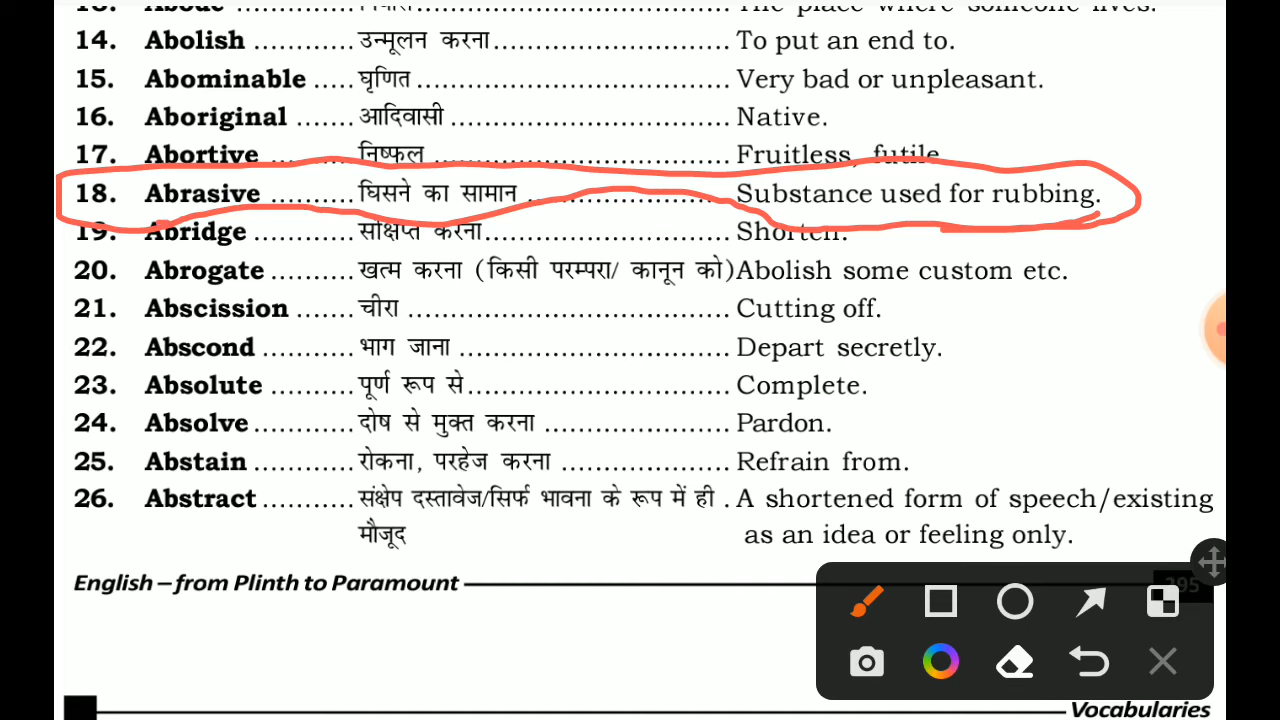 14. Abolish ............ उन्मूलन करना............................ To put an end to.
15. Abominable ..... घृणित ..................................... Very bad or unpleasant.
16. Aboriginal ....... आदिवासी ................................. Native.
17. Abortive .......... निष्फल .................................... Fruitless, futile
18. Abrasive .......... घिसने का सामान ........................ Substance used for rubbing.
19. Abridge ........... संक्षिप्त करना............................. Shorten.
20. Abrogate ......... खत्म करना (किसी परम्परा/ कानून को)Abolish some custom etc.
21. Abscission ....... चीरा ...................................... Cutting off.
22. Abscond ........... भाग जाना ................................ Depart secretly.
23. Absolute .......... पूर्ण रूप से............................... Complete.
24. Absolve ............ दोष से मुक्त करना ...................... Pardon.
25. Abstain ............ रोकना, परहेज करना .................... Refrain from.
26. Abstract ........... संक्षेप दस्तावेज/सिर्फ भावना के रूप में ही . A shortened form of speech/existing
मौजूद as an idea or feeling only.
English – from Plinth to Paramount
Vocabularies